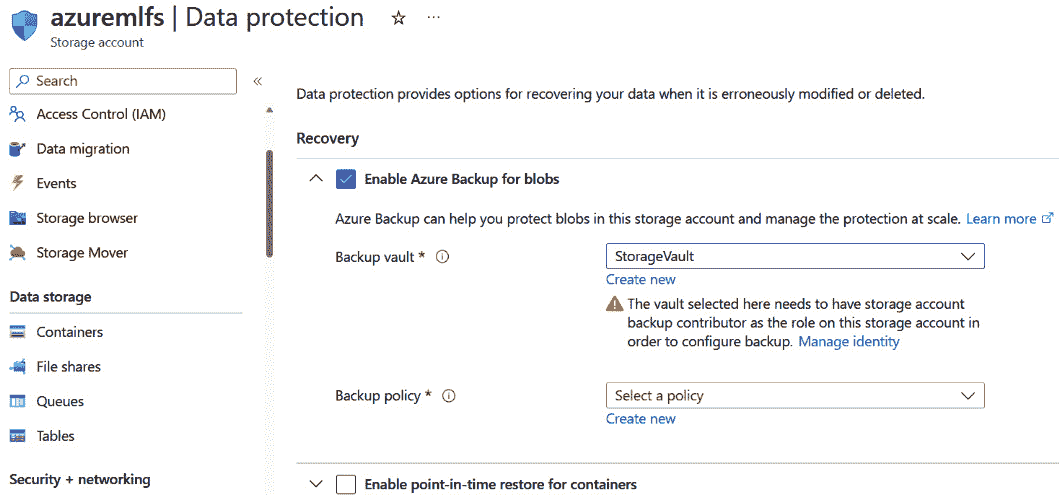 azuremlfs | Data protection
Storage account
Search
Access Control (IAM)
Data migration
Events
Storage browser
Storage Mover
Data storage
Containers
File shares
Queues
Tables
Security + networking
Data protection provides options for recovering your data when it is erroneously modified or deleted.
Recovery
Enable Azure Backup for blobs
Azure Backup can help you protect blobs in this storage account and manage the protection at scale. Learn more
Backup vault *
StorageVault
Create new
The vault selected here needs to have storage account
backup contributor as the role on this storage account in
order to configure backup. Manage identity
Backup policy *
Select a policy
Create new
Enable point-in-time restore for containers